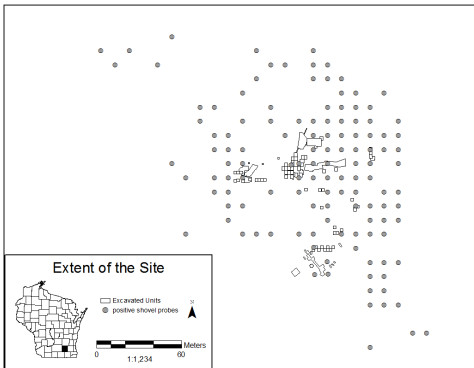 Extent of the Site
Excavated Units
positive shovel probes
N
Meters
0 60
1:1,234